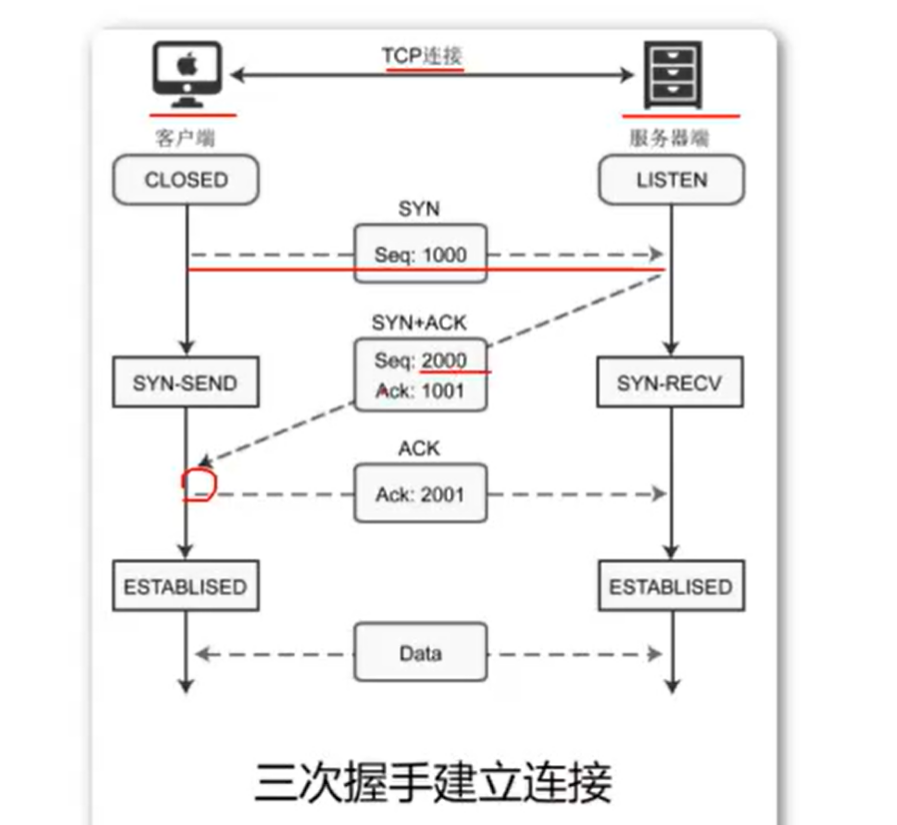 TCP连接
客户端
服务器端
CLOSED
LISTEN
SYN
Seq: 1000
SYN+ACK
Seq: 2000
Ack: 1001
SYN-SEND
SYN-RECV
ACK
Ack: 2001
ESTABLISED
ESTABLISED
Data
三次握手建立连接